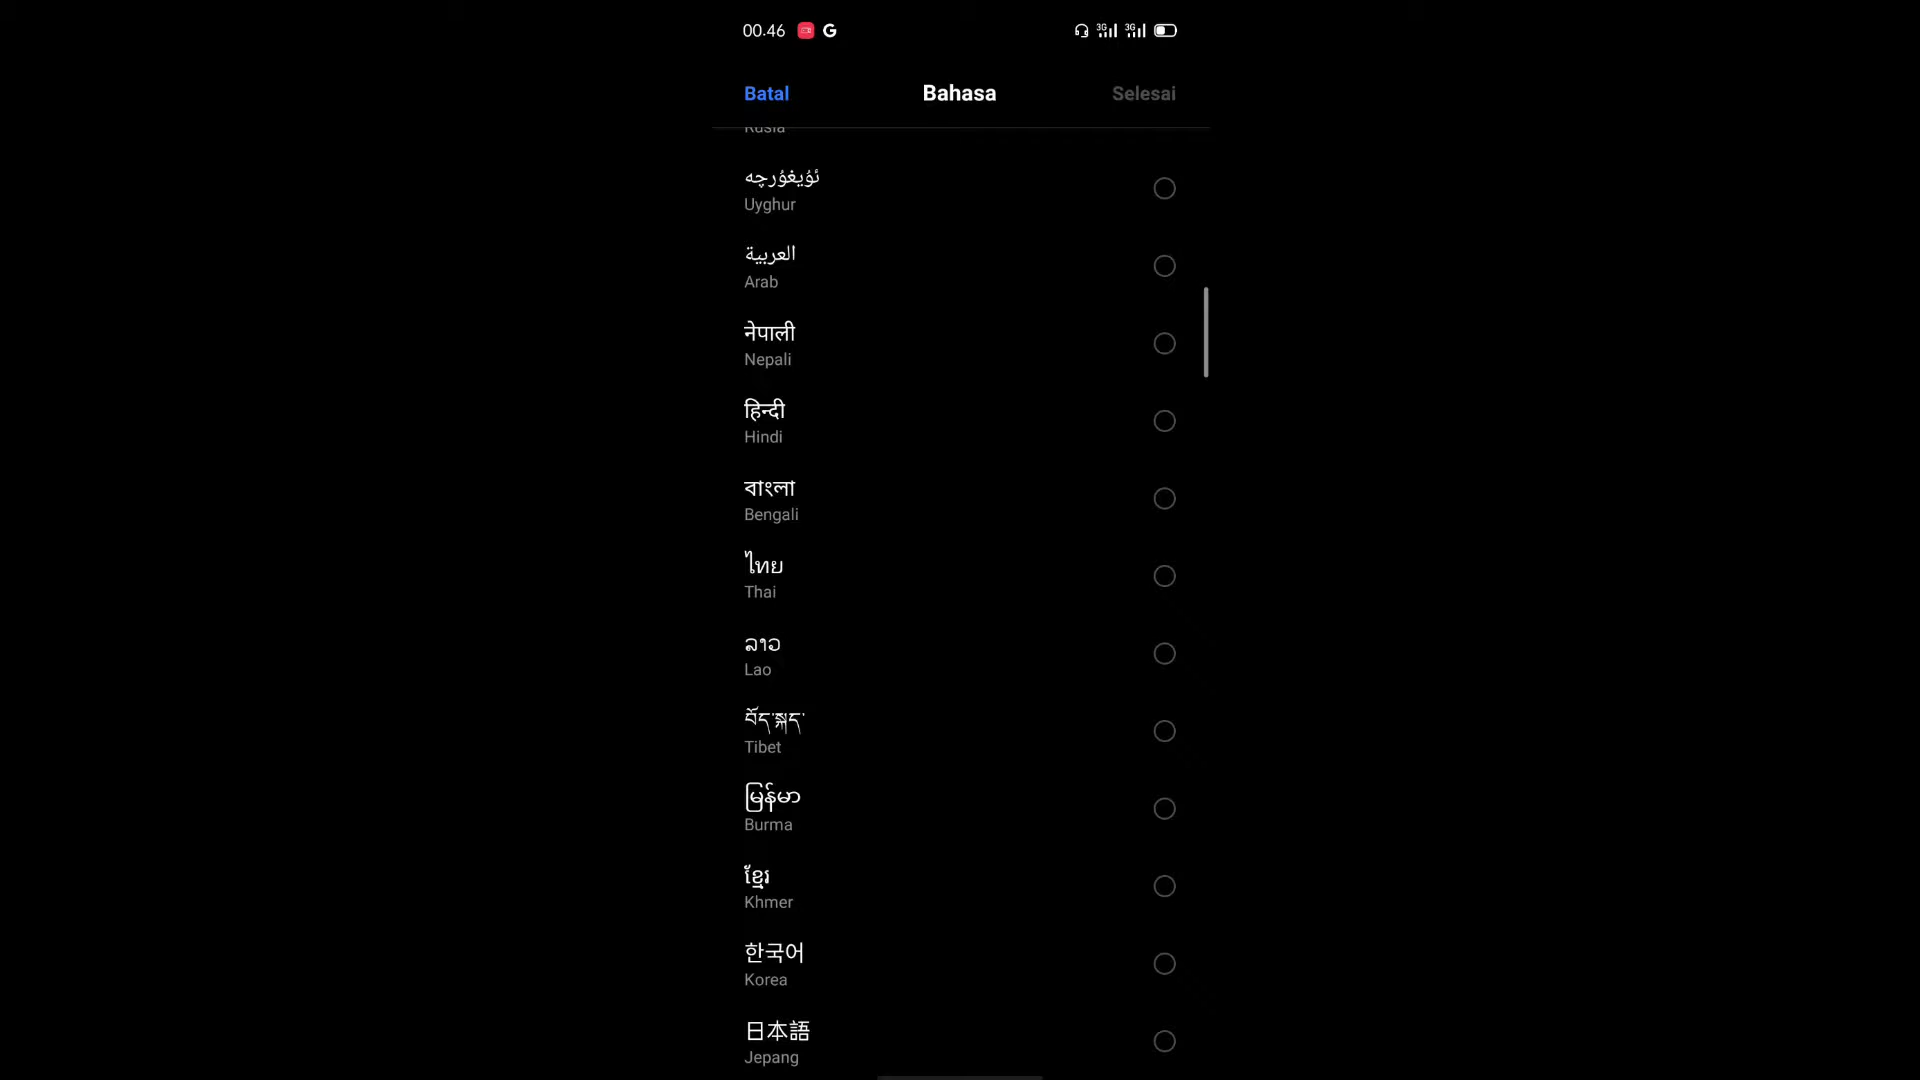 00.46
Batal Bahasa Selesai
Rusia
ئۇيغۇرچە
Uyghur
العربية
Arab
नेपाली
Nepali
हिन्दी
Hindi
বাংলা
Bengali
ไทย
Thai
ລາວ
Lao
བོད་སྐད་
Tibet
မြန်မာ
Burma
ខ្មែរ
Khmer
한국어
Korea
日本語
Jepang